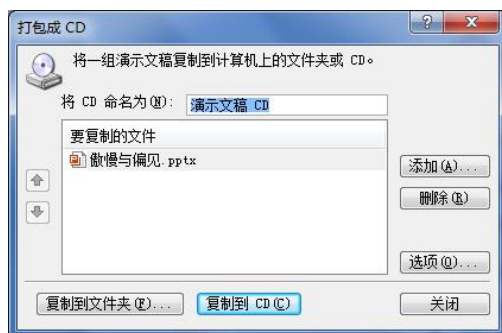 打包成 CD
将一组演示文稿复制到计算机上的文件夹或 CD。
将 CD 命名为(N): 演示文稿 CD
要复制的文件
傲慢与偏见.pptx
添加(A)...
删除(R)
选项(O)...
复制到文件夹(F)... 复制到 CD(C) 关闭